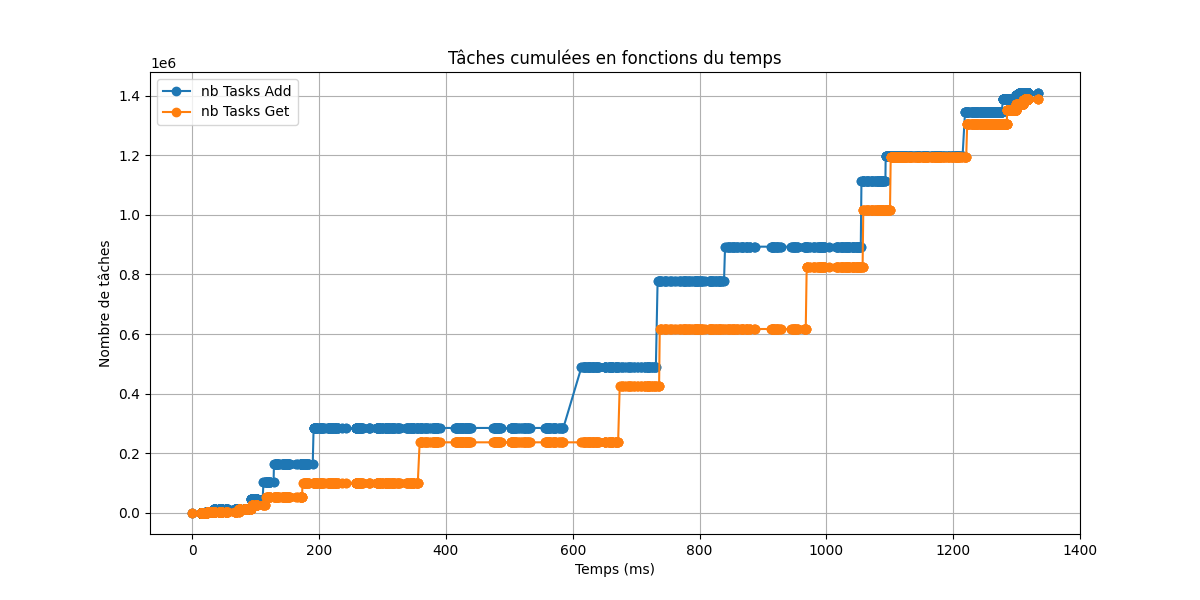 Tâches cumulées en fonctions du temps
1e6
nb Tasks Add
nb Tasks Get
1.4
1.2
1.0
0.8
0.6
0.4
0.2
0.0
Nombre de tâches
0 200 400 600 800 1000 1200 1400
Temps (ms)